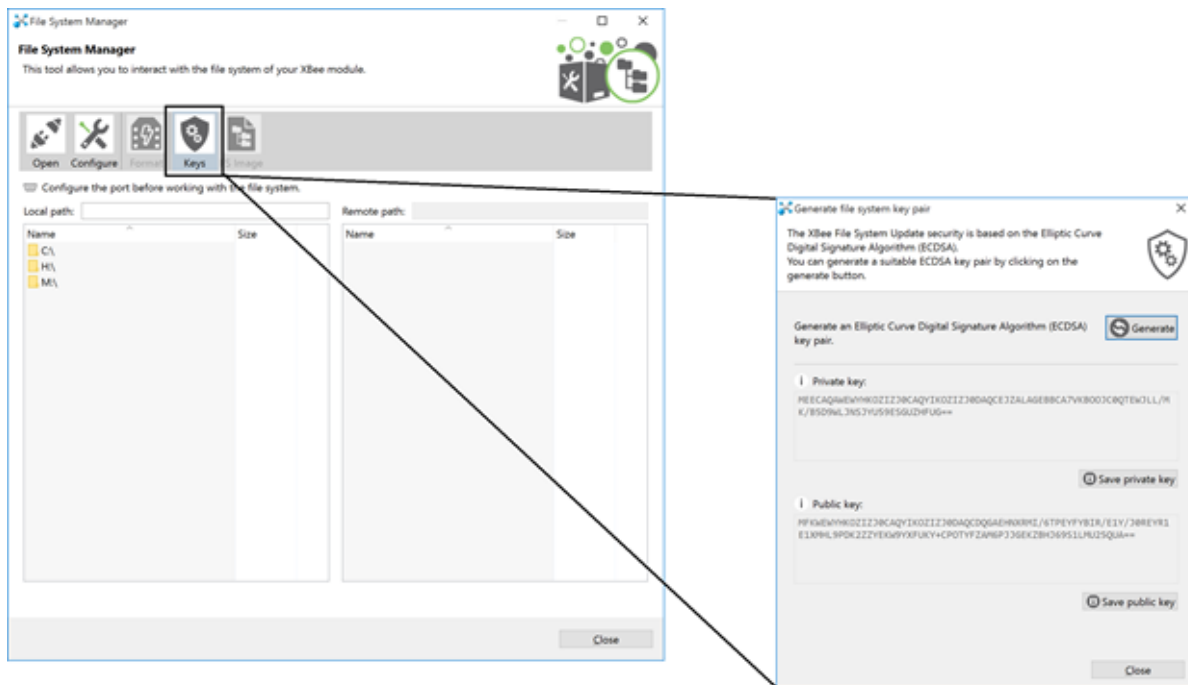 File System Manager
File System Manager
This tool allows you to interact with the file system of your XBee module.
Open Configure Format Keys FS Image
Configure the port before working with the file system.
Local path: Remote path:
Name Size Name Size
C:\
H:\
M:\
Close
Generate file system key pair
The XBee File System Update security is based on the Elliptic Curve
Digital Signature Algorithm (ECDSA).
You can generate a suitable ECDSA key pair by clicking on the
generate button.
Generate an Elliptic Curve Digital Signature Algorithm (ECDSA)
key pair.
Generate
i Private key:
Save private key
i Public key:
Save public key
Close